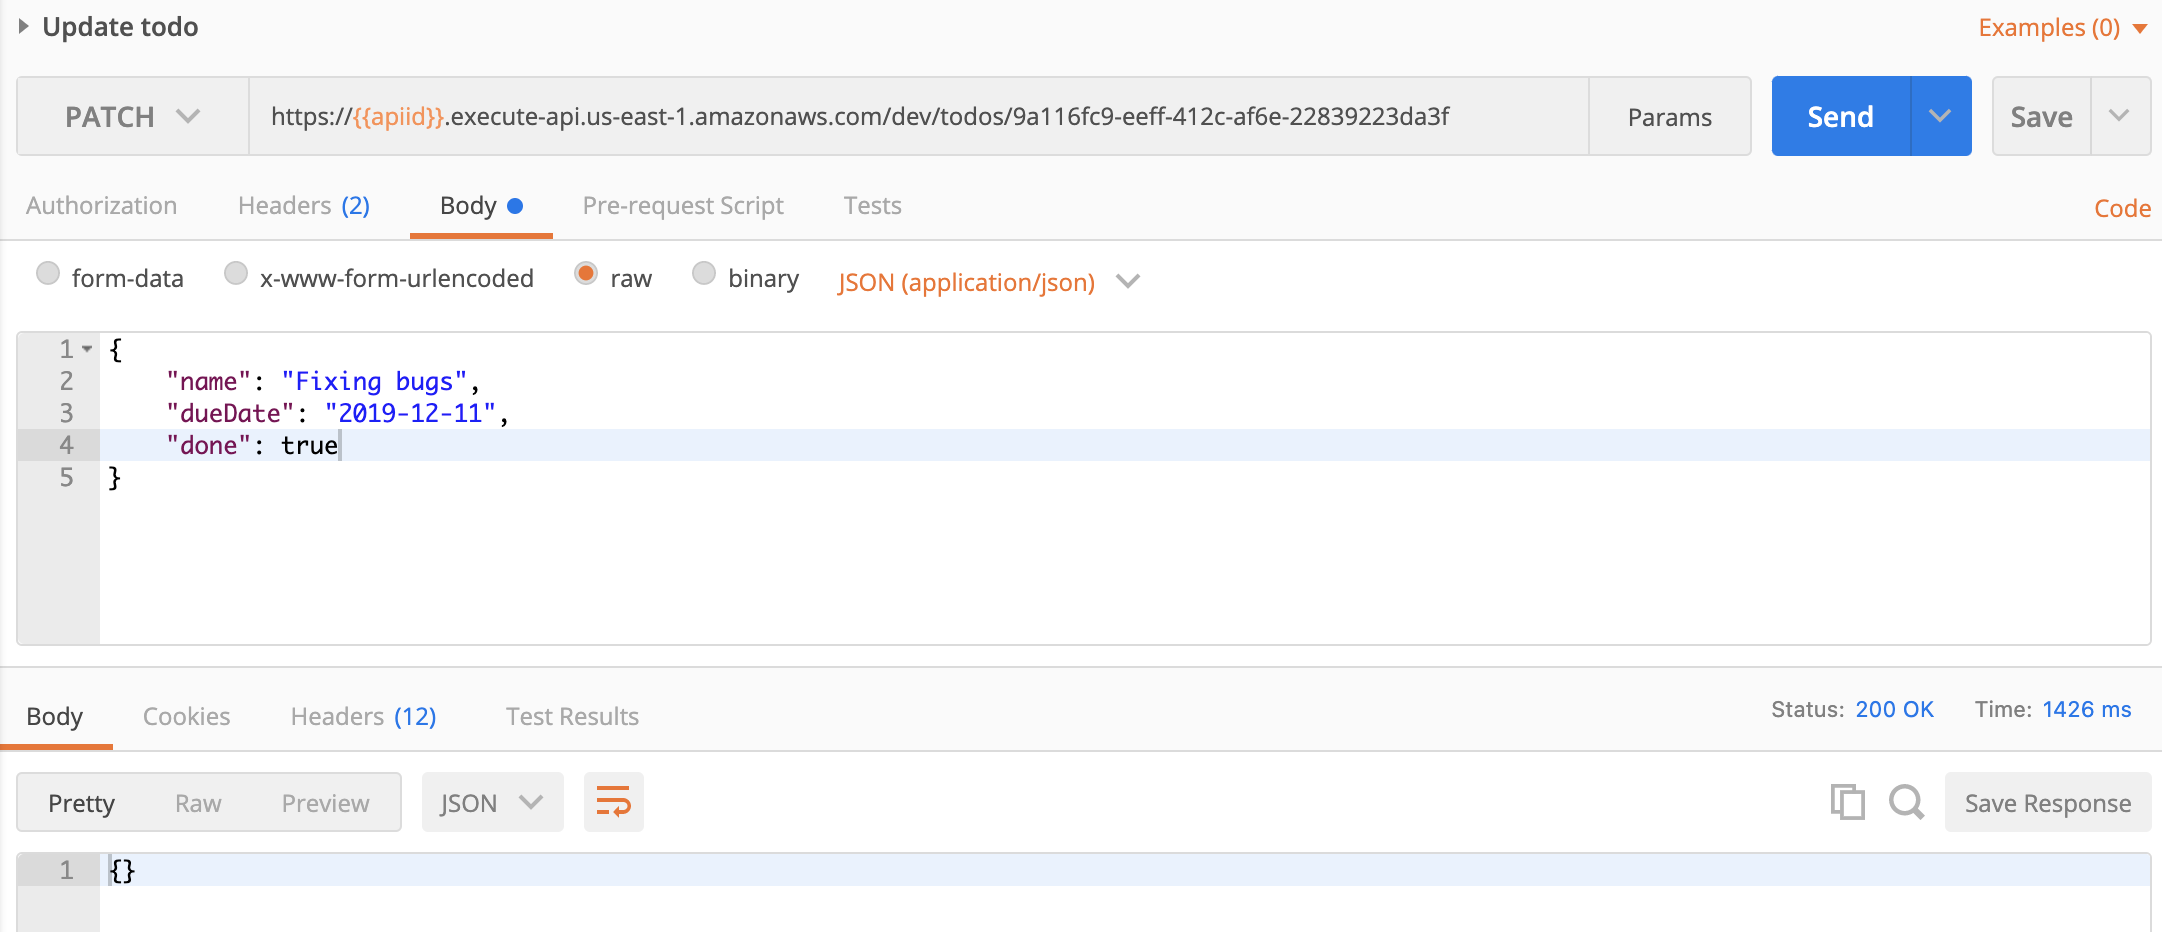 Update todo
Examples (0)
PATCH https://{{apiid}}.execute-api.us-east-1.amazonaws.com/dev/todos/9a116fc9-eeff-412c-af6e-22839223da3f Params Send Save
Authorization Headers (2) Body Pre-request Script Tests Code
form-data x-www-form-urlencoded raw binary JSON (application/json)
1 {
2 "name": "Fixing bugs",
3 "dueDate": "2019-12-11",
4 "done": true
5 }
Body Cookies Headers (12) Test Results Status: 200 OK Time: 1426 ms
Pretty Raw Preview JSON Save Response
1 {}